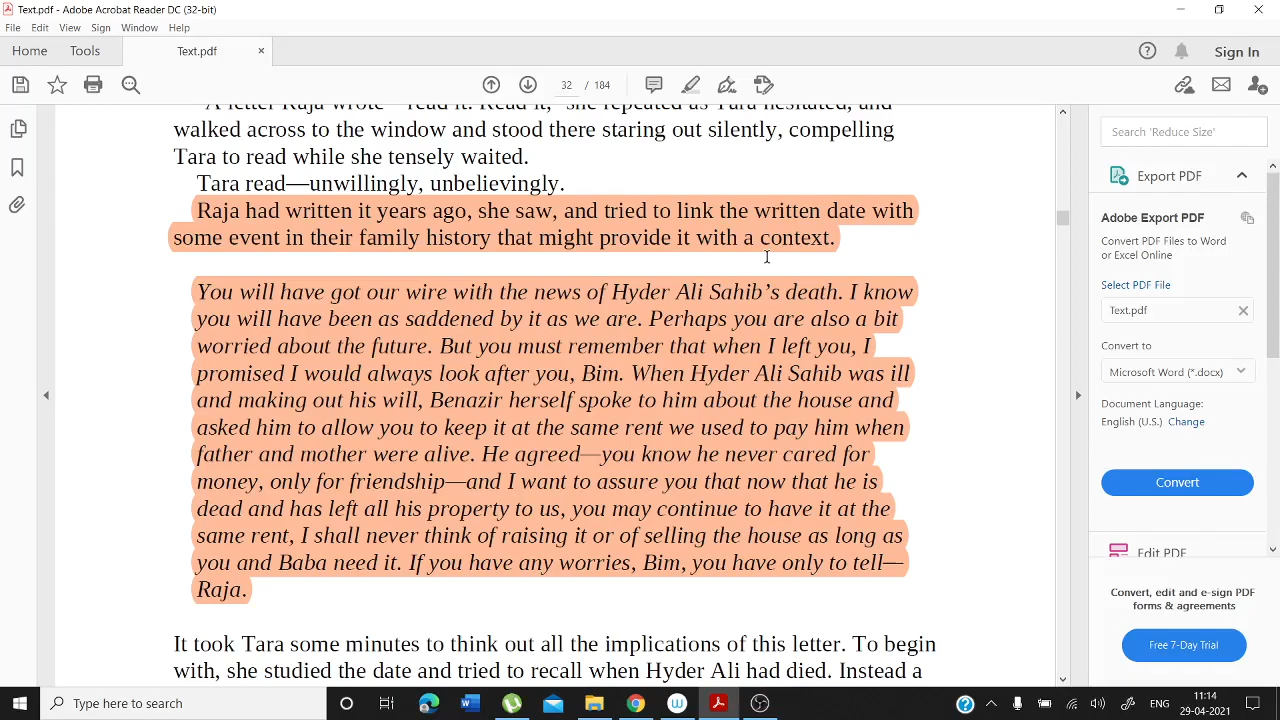 Text.pdf - Adobe Acrobat Reader DC (32-bit)
File Edit View Sign Window Help
Home Tools Text.pdf × Sign In
32 / 184
"A letter Raja wrote—read it. Read it," she repeated as Tara hesitated, and
walked across to the window and stood there staring out silently, compelling
Tara to read while she tensely waited.
Tara read—unwillingly, unbelievingly.
Raja had written it years ago, she saw, and tried to link the written date with
some event in their family history that might provide it with a context.
You will have got our wire with the news of Hyder Ali Sahib's death. I know
you will have been as saddened by it as we are. Perhaps you are also a bit
worried about the future. But you must remember that when I left you, I
promised I would always look after you, Bim. When Hyder Ali Sahib was ill
and making out his will, Benazir herself spoke to him about the house and
asked him to allow you to keep it at the same rent we used to pay him when
father and mother were alive. He agreed—you know he never cared for
money, only for friendship—and I want to assure you that now that he is
dead and has left all his property to us, you may continue to have it at the
same rent, I shall never think of raising it or of selling the house as long as
you and Baba need it. If you have any worries, Bim, you have only to tell—
Raja.
It took Tara some minutes to think out all the implications of this letter. To begin
with, she studied the date and tried to recall when Hyder Ali had died. Instead a
Search 'Reduce Size'
Export PDF
Adobe Export PDF
Convert PDF Files to Word
or Excel Online
Select PDF File
Text.pdf
Convert to
Microsoft Word (*.docx)
Document Language:
English (U.S.) Change
Convert
Edit PDF
Convert, edit and e-sign PDF
forms & agreements
Free 7-Day Trial
Type here to search
ENG
11:14
29-04-2021